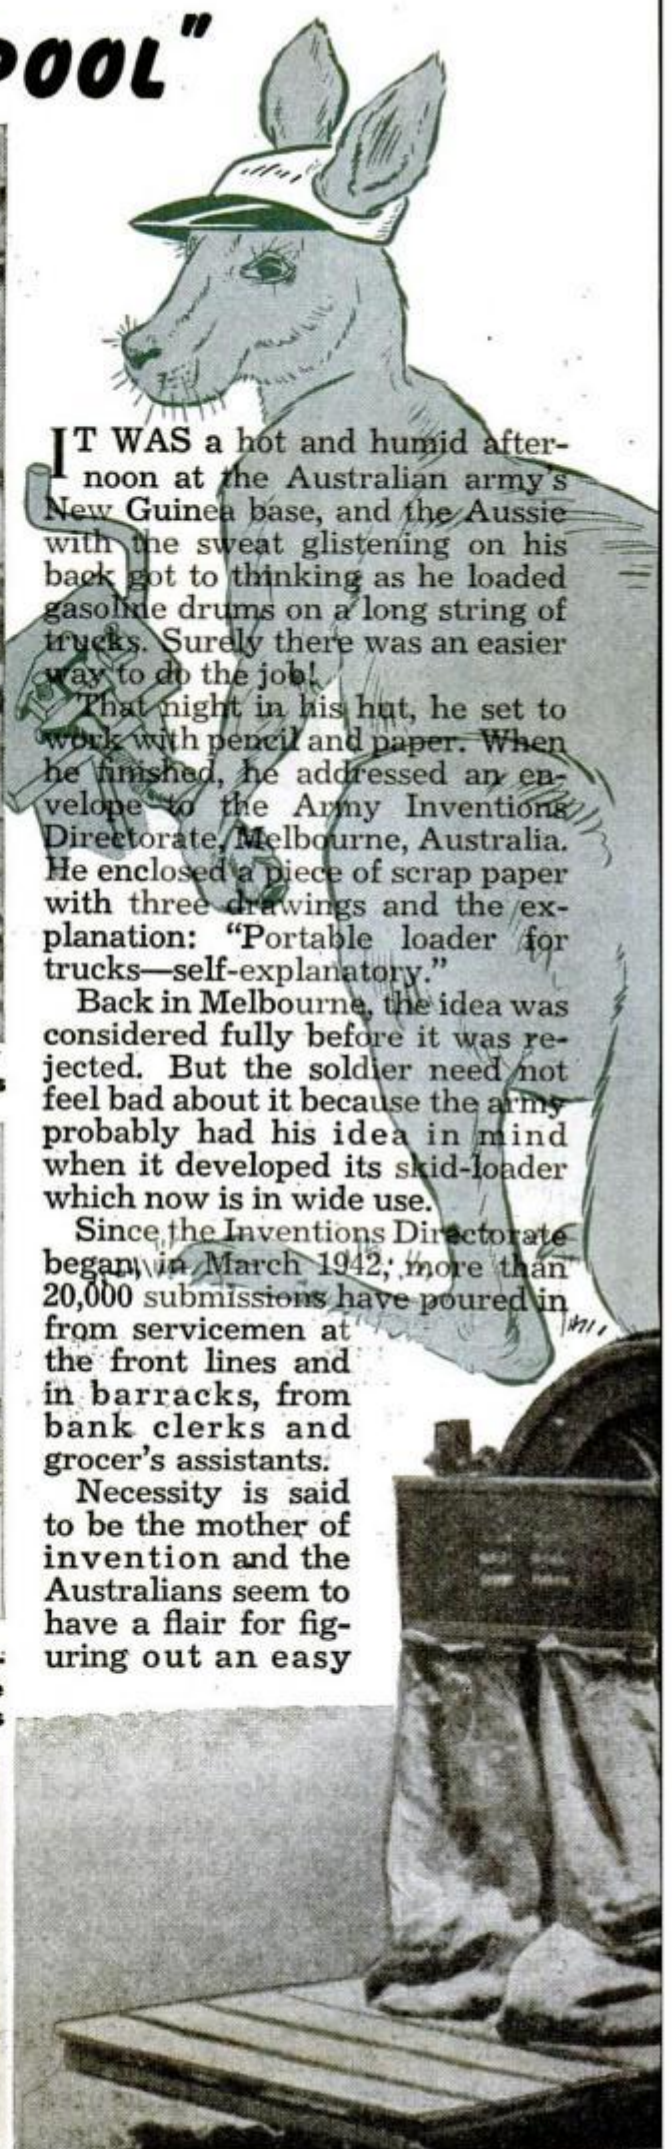 POOL"
IT WAS a hot and humid after-
noon at the Australian army's
New Guinea base, and the Aussie
with the sweat glistening on his
back got to thinking as he loaded
gasoline drums on a long string of
trucks. Surely there was an easier
way to do the job!
That night in his hut, he set to
work with pencil and paper. When
he finished, he addressed an en-
velope to the Army Inventions
Directorate, Melbourne, Australia.
He enclosed a piece of scrap paper
with three drawings and the ex-
planation: “Portable loader for
trucks—self-explanatory.”
Back in Melbourne, the idea was
considered fully before it was re-
jected. But the soldier need not
feel bad about it because the army
probably had his idea in mind
when it developed its skid-loader
which now is in wide use.
Since the Inventions Directorate
began, in March 1942, more than
20,000 submissions have poured in
from servicemen at
the front lines and
in barracks, from
bank clerks and
grocer's assistants.
Necessity is said
to be the mother of
invention and the
Australians seem to
have a flair for fig-
uring out an easy